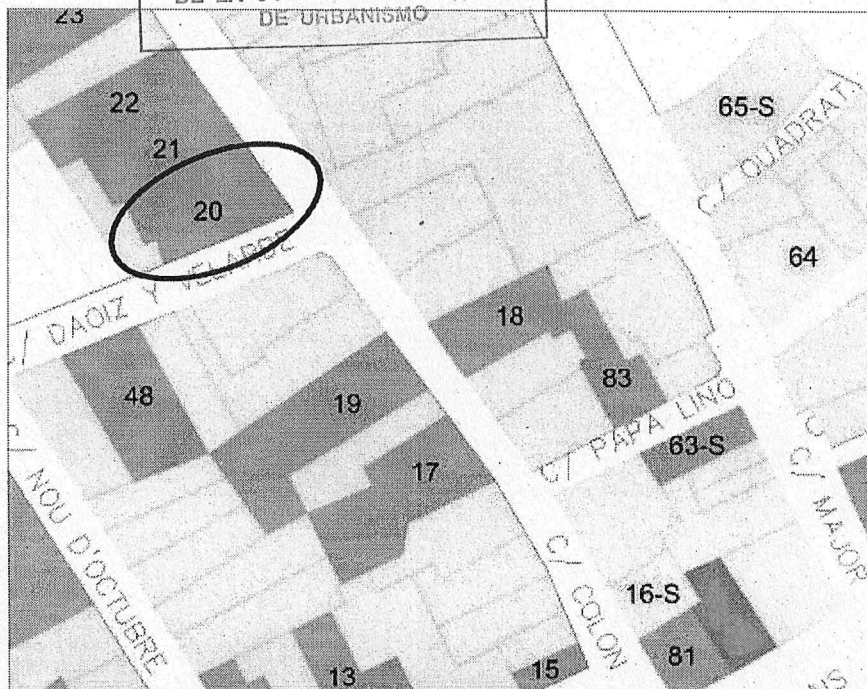 DE URBANISMO
23
22
21
20
65-S
C/ QUADRAT
64
C/ DAOIZ Y VELARDE
18
83
48
19
C/ PAPA LINO
63-S
17
C/ NOU D'OCTUBRE
C/ MAJOR
C/ COLON
16-S
81
13
15